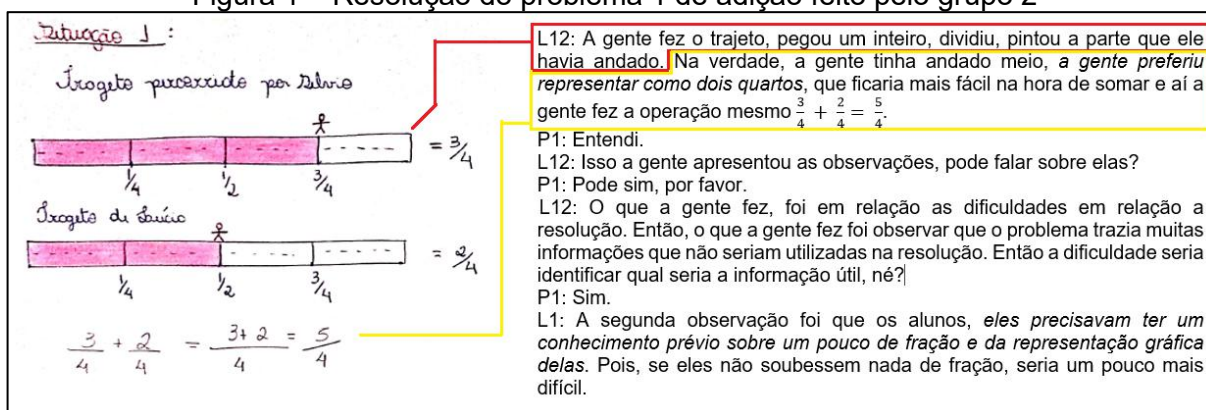 Figura 1 – Resolução do problema 1 de adição feito pelo grupo 2
Situação 1 :
Trajeto percorrido por Silvio
= 3/4
1/4 1/2 3/4
Trajeto de Laúcio
= 2/4
1/4 1/2 3/4
3/4 + 2/4 = 3+2/4 = 5/4
L12: A gente fez o trajeto, pegou um inteiro, dividiu, pintou a parte que ele
havia andado. Na verdade, a gente tinha andado meio, a gente preferiu
representar como dois quartos, que ficaria mais fácil na hora de somar e aí a
gente fez a operação mesmo 3/4 + 2/4 = 5/4.
P1: Entendi.
L12: Isso a gente apresentou as observações, pode falar sobre elas?
P1: Pode sim, por favor.
L12: O que a gente fez, foi em relação as dificuldades em relação a
resolução. Então, o que a gente fez foi observar que o problema trazia muitas
informações que não seriam utilizadas na resolução. Então a dificuldade seria
identificar qual seria a informação útil, né?
P1: Sim.
L1: A segunda observação foi que os alunos, eles precisavam ter um
conhecimento prévio sobre um pouco de fração e da representação gráfica
delas. Pois, se eles não soubessem nada de fração, seria um pouco mais
difícil.